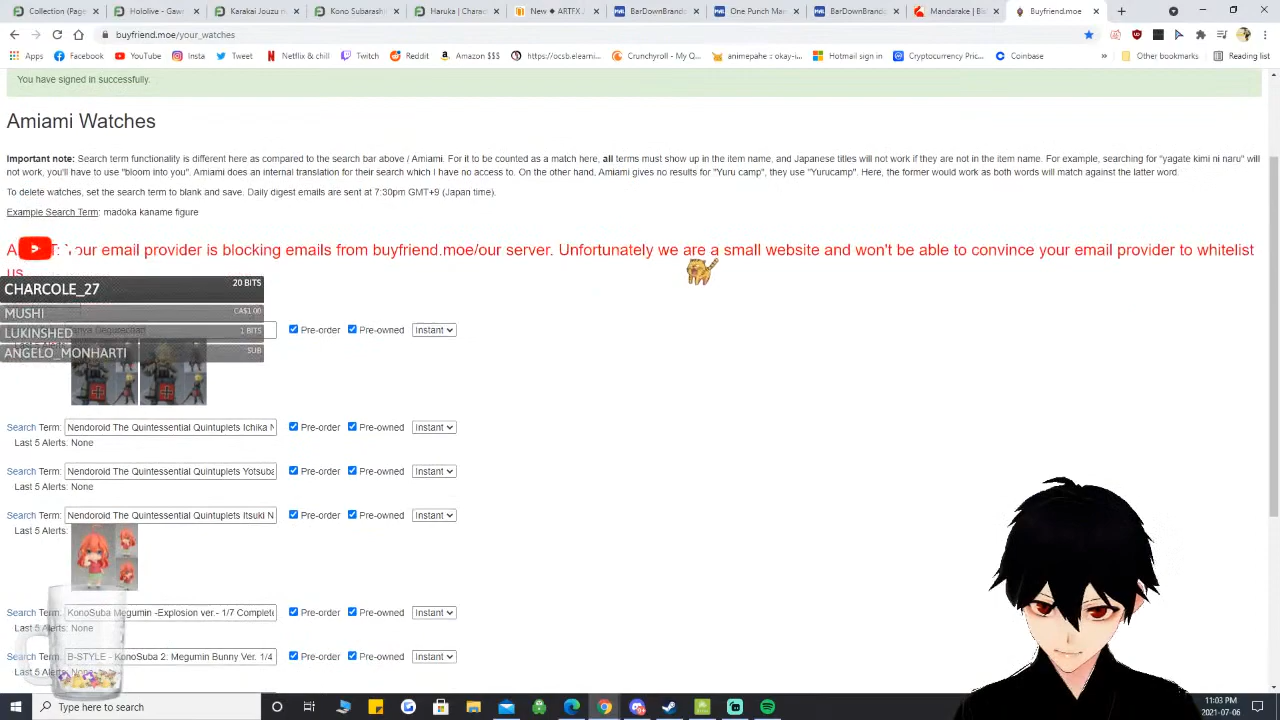 Hololive - Gawr
Karakai Jouzu n
Kono Subarash
Haruka | Charac
New ◆ ARTFX J
BarDownBrand
One Punch Man
BarDownBrand
Mandarake | B
Buyfriend.moe
buyfriend.moe/your_watches
Apps Facebook YouTube Insta Tweet Netflix & chill Twitch Reddit Amazon $$$ https://ocsb.elearni... Crunchyroll - My Q... animepahe :: okay-i... Hotmail sign in Cryptocurrency Pric... Coinbase » Other bookmarks Reading list
You have signed in successfully.
Amiami Watches
Important note: Search term functionality is different here as compared to the search bar above / Amiami. For it to be counted as a match here, all terms must show up in the item name, and Japanese titles will not work if they are not in the item name. For example, searching for "yagate kimi ni naru" will
not work, you'll have to use "bloom into you". Amiami does an internal translation for their search which I have no access to. On the other hand, Amiami gives no results for "Yuru camp", they use "Yurucamp". Here, the former would work as both words will match against the latter word.
To delete watches, set the search term to blank and save. Daily digest emails are sent at 7:30pm GMT+9 (Japan time).
Example Search Term: madoka kaname figure
our email provider is blocking emails from buyfriend.moe/our server. Unfortunately we are a small website and won't be able to convince your email provider to whitelist
us
CHARCOLE_27 20 BITS
MUSHI CA$1.00
LUKINSHED 1 BITS
ANGELO_MONHARTI SUB
Pre-order Pre-owned Instant
Search Term: Nendoroid The Quintessential Quintuplets Ichika N Pre-order Pre-owned Instant
Last 5 Alerts: None
Search Term: Nendoroid The Quintessential Quintuplets Yotsuba Pre-order Pre-owned Instant
Last 5 Alerts: None
Search Term: Nendoroid The Quintessential Quintuplets Itsuki N Pre-order Pre-owned Instant
Last 5 Alerts:
Search Term: KonoSuba Megumin -Explosion ver.- 1/7 Complete Pre-order Pre-owned Instant
Last 5 Alerts: None
Search Term: B-STYLE - KonoSuba 2: Megumin Bunny Ver. 1/4 Pre-order Pre-owned Instant
Last 5 Alerts: None
Type here to search
11:03 PM
2021-07-06